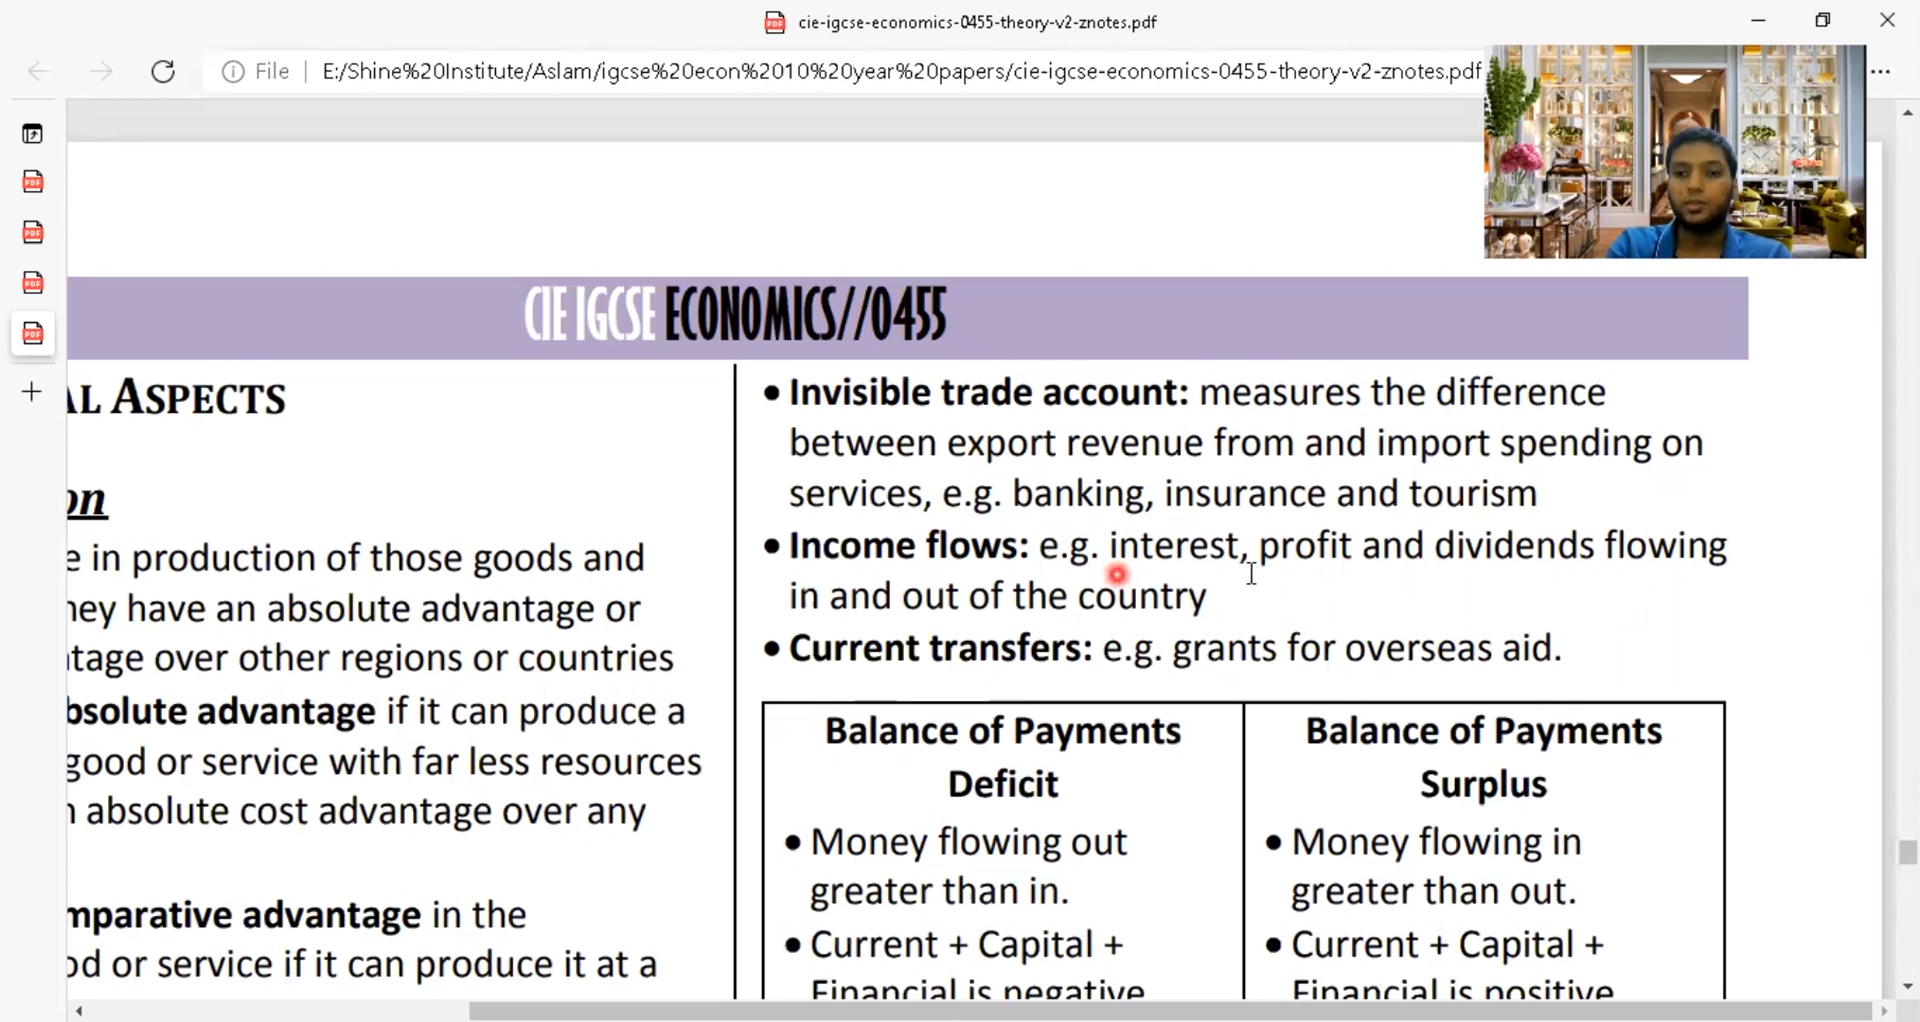 cie-igcse-economics-0455-theory-v2-znotes.pdf
File | E:/Shine%20Institute/Aslam/igcse%20econ%2010%20year%20papers/cie-igcse-economics-0455-theory-v2-znotes.pdf
CIE IGCSE ECONOMICS//0455
AL ASPECTS
on
e in production of those goods and
hey have an absolute advantage or
tage over other regions or countries
bsolute advantage if it can produce a
good or service with far less resources
absolute cost advantage over any
mparative advantage in the
od or service if it can produce it at a
• Invisible trade account: measures the difference
between export revenue from and import spending on
services, e.g. banking, insurance and tourism
• Income flows: e.g. interest, profit and dividends flowing
in and out of the country
• Current transfers: e.g. grants for overseas aid.
Balance of Payments
Deficit
• Money flowing out
greater than in.
• Current + Capital +
Financial is negative
Balance of Payments
Surplus
• Money flowing in
greater than out.
• Current + Capital +
Financial is positive